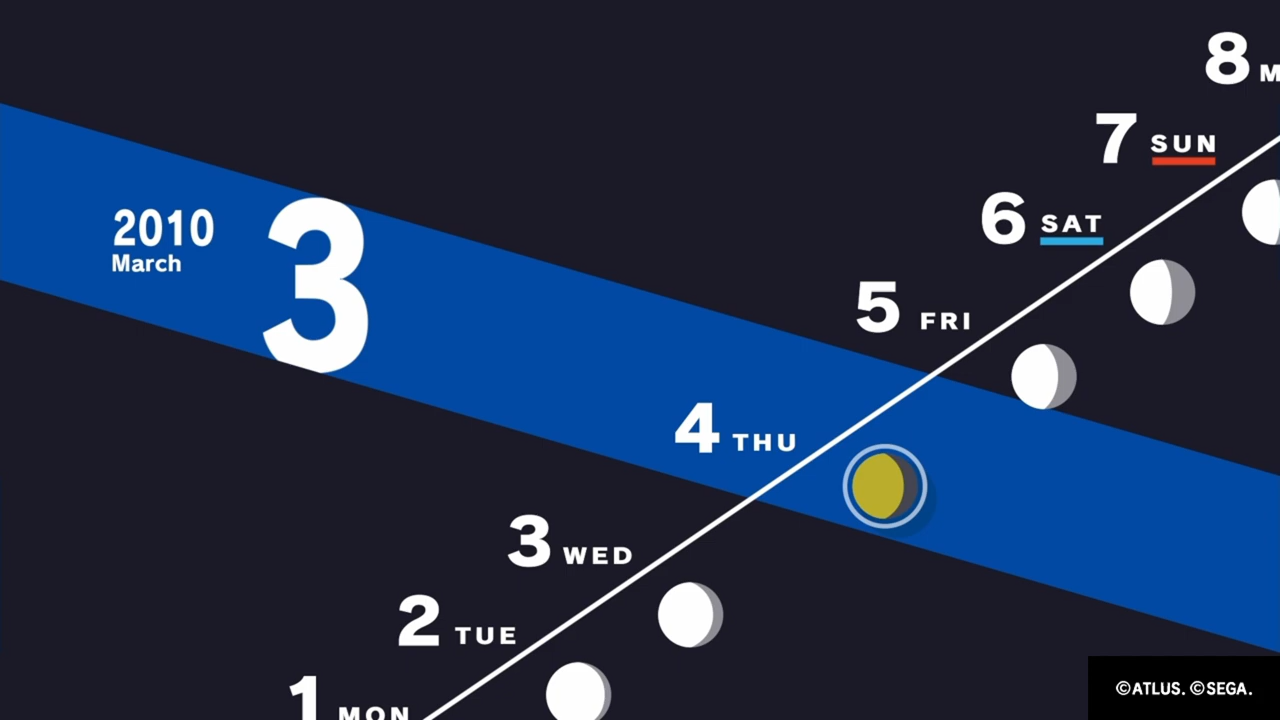 8 M
7 SUN
6 SAT
2010
March
3
5 FRI
4 THU
3 WED
2 TUE
1 MON
©ATLUS. ©SEGA.